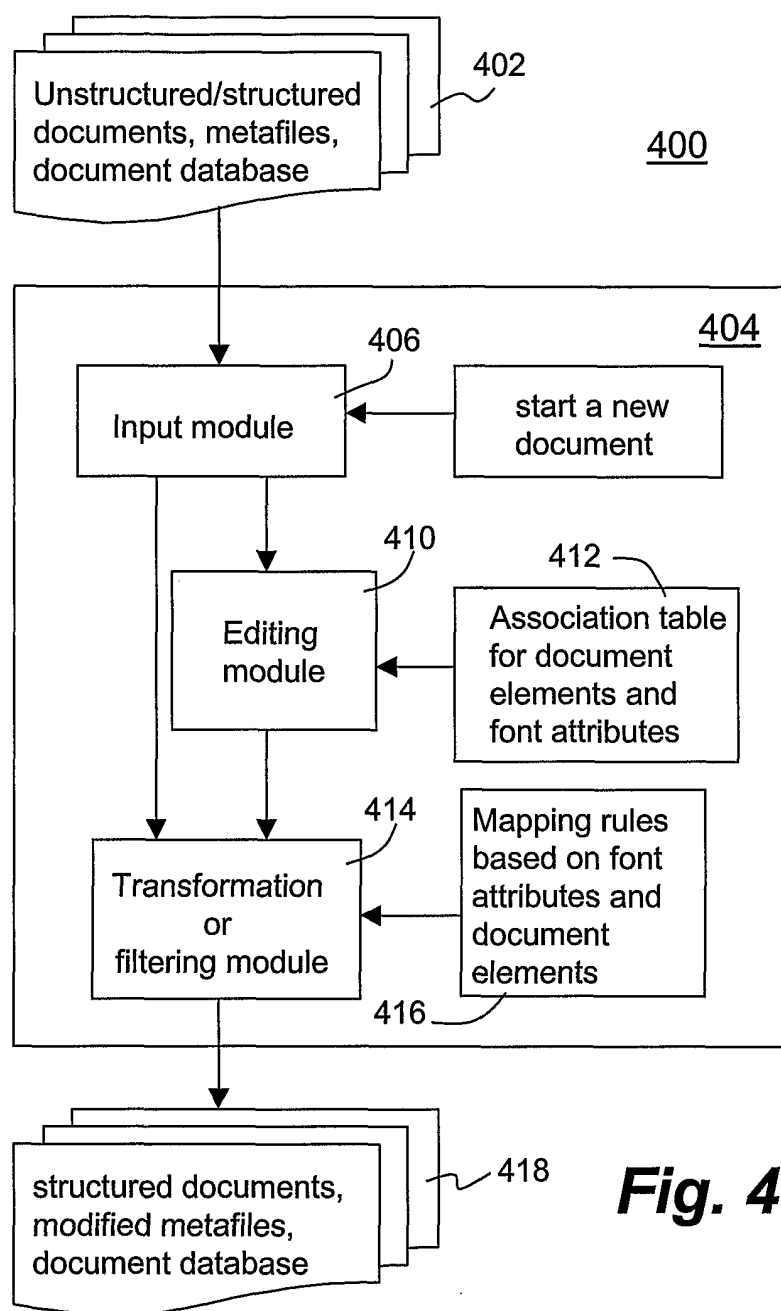 Unstructured/structured
documents, metafiles,
document database
402
400
404
406
Input module
start a new
document
410
Editing
module
412
Association table
for document
elements and
font attributes
414
Transformation
or
filtering module
Mapping rules
based on font
attributes and
document
elements
416
structured documents,
modified metafiles,
document database
418
Fig. 4